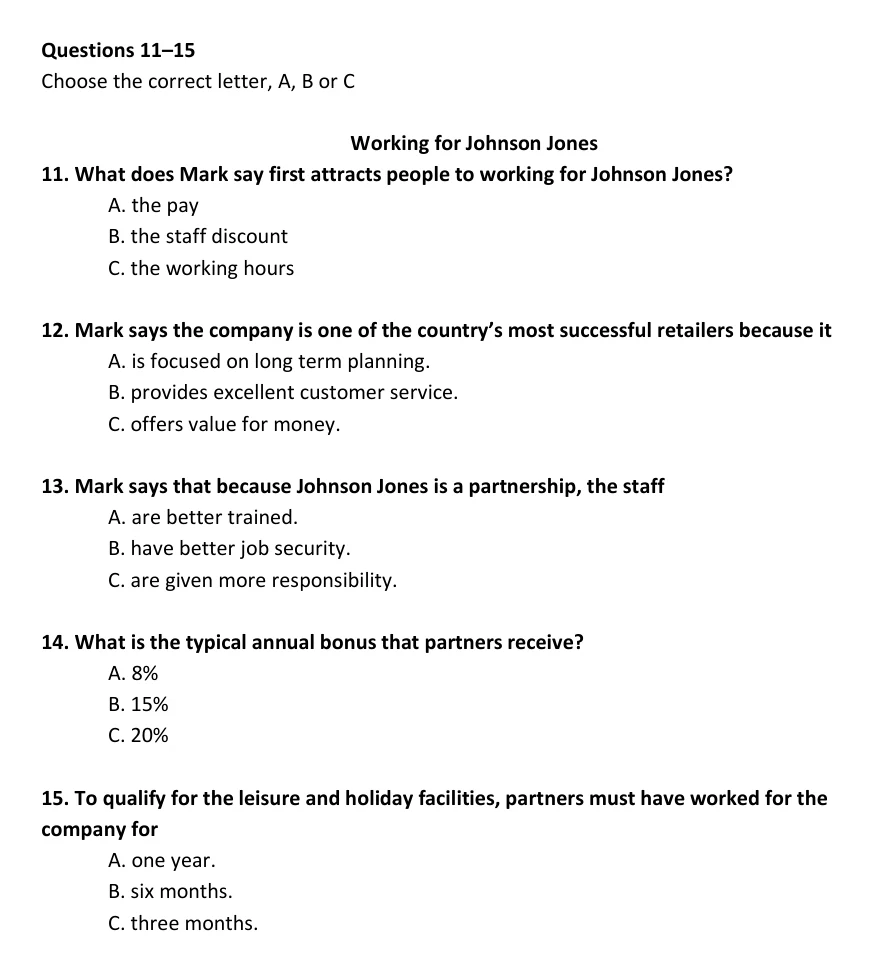 Questions 11–15
Choose the correct letter, A, B or C
Working for Johnson Jones
11. What does Mark say first attracts people to working for Johnson Jones?
A. the pay
B. the staff discount
C. the working hours
12. Mark says the company is one of the country’s most successful retailers because it
A. is focused on long term planning.
B. provides excellent customer service.
C. offers value for money.
13. Mark says that because Johnson Jones is a partnership, the staff
A. are better trained.
B. have better job security.
C. are given more responsibility.
14. What is the typical annual bonus that partners receive?
A. 8%
B. 15%
C. 20%
15. To qualify for the leisure and holiday facilities, partners must have worked for the
company for
A. one year.
B. six months.
C. three months.